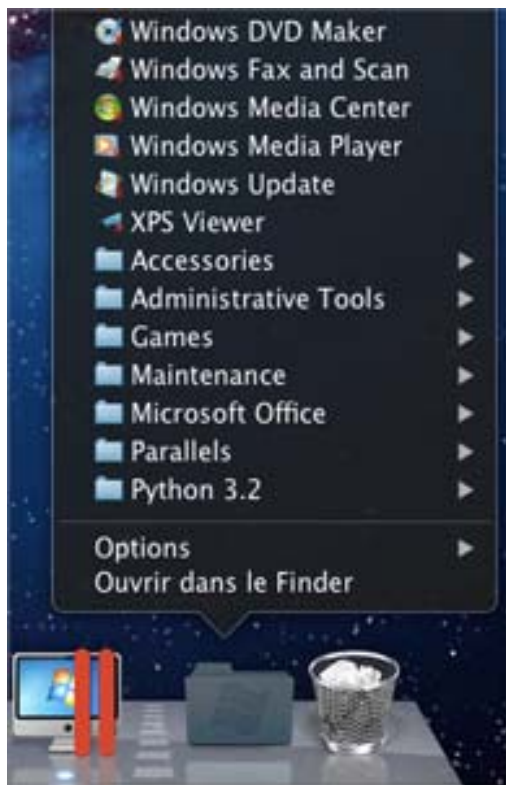 Windows DVD Maker
Windows Fax and Scan
Windows Media Center
Windows Media Player
Windows Update
XPS Viewer
Accessories
Administrative Tools
Games
Maintenance
Microsoft Office
Parallels
Python 3.2
Options
Ouvrir dans le Finder